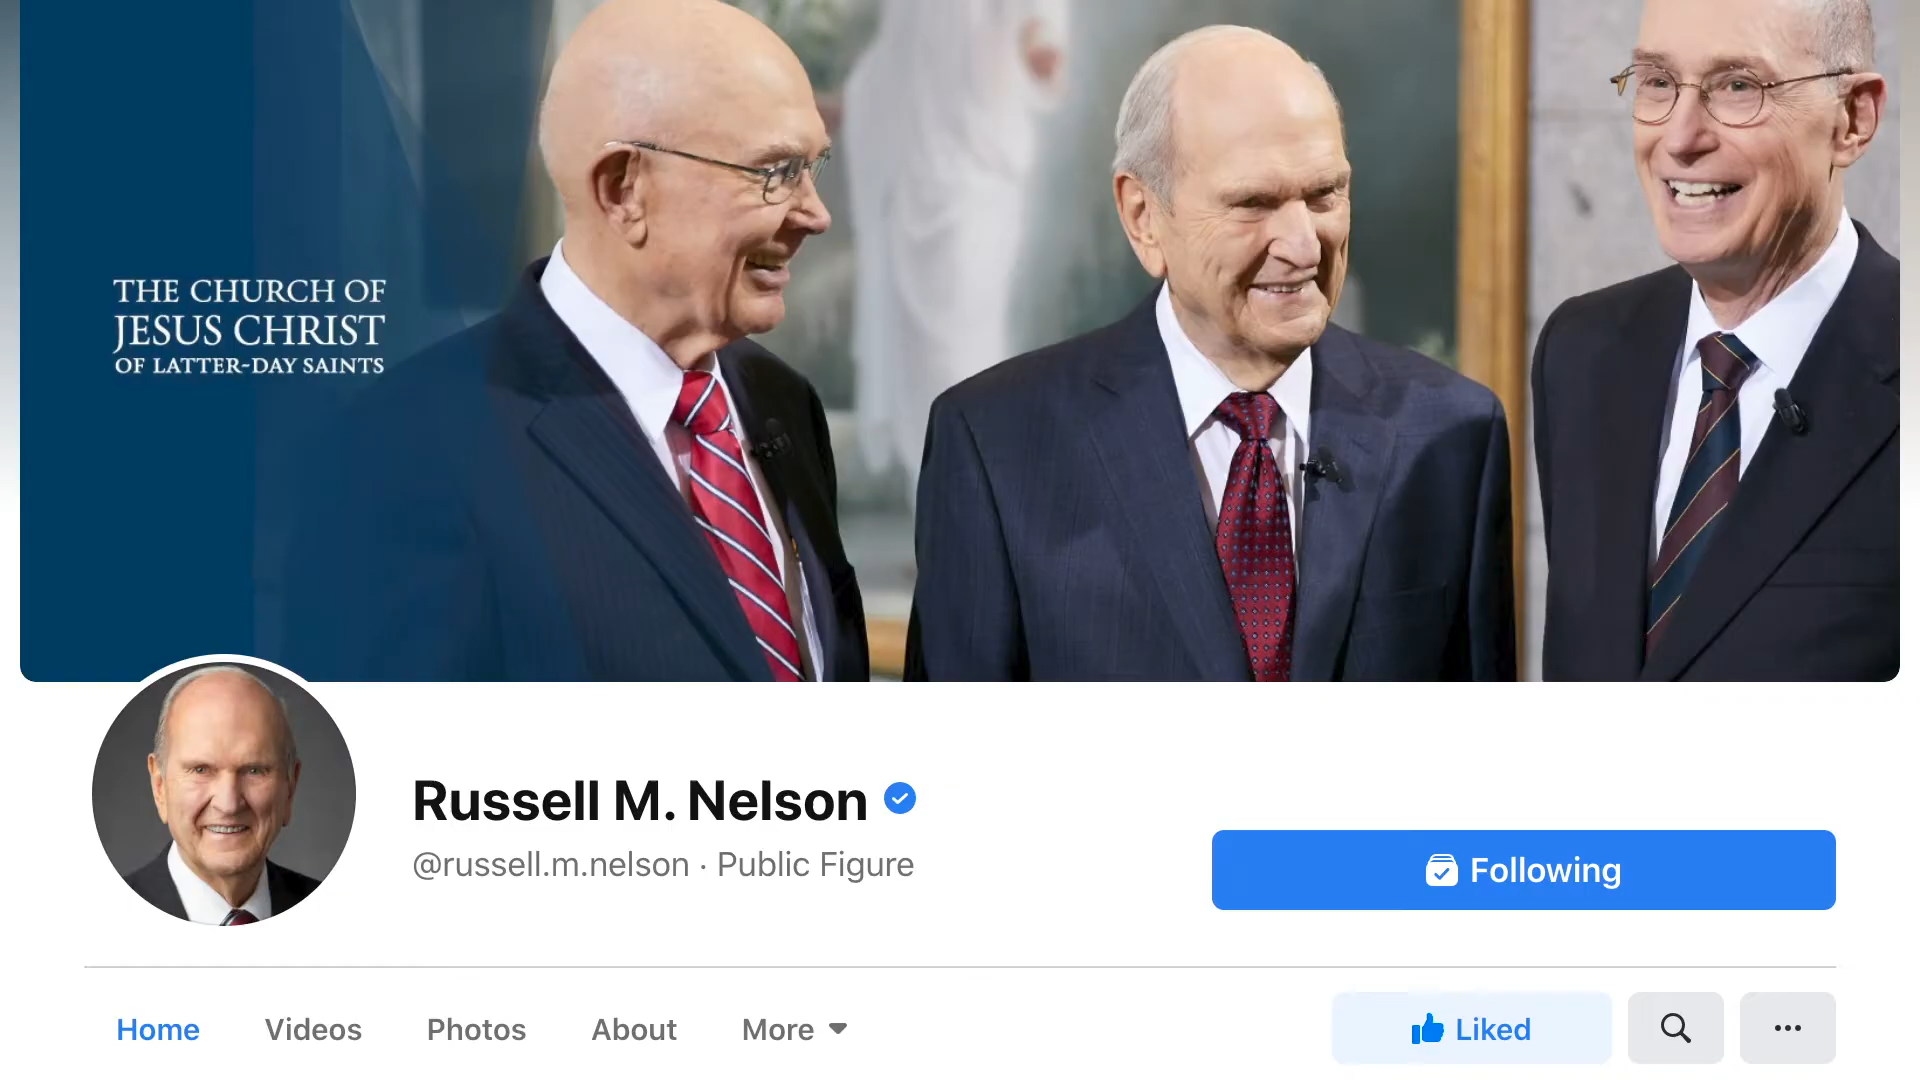 THE CHURCH OF
JESUS CHRIST
OF LATTER-DAY SAINTS
Russell M. Nelson
@russell.m.nelson · Public Figure
Following
Home Videos Photos About More
Liked